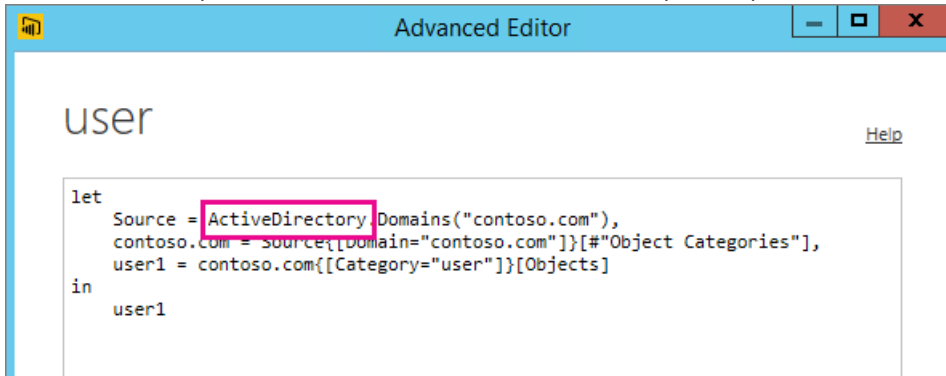 Advanced Editor
user
Help
let
    Source = ActiveDirectory.Domains("contoso.com"),
    contoso.com = Source{[Domain="contoso.com"]}[#"Object Categories"],
    user1 = contoso.com{[Category="user"]}[Objects]
in
    user1